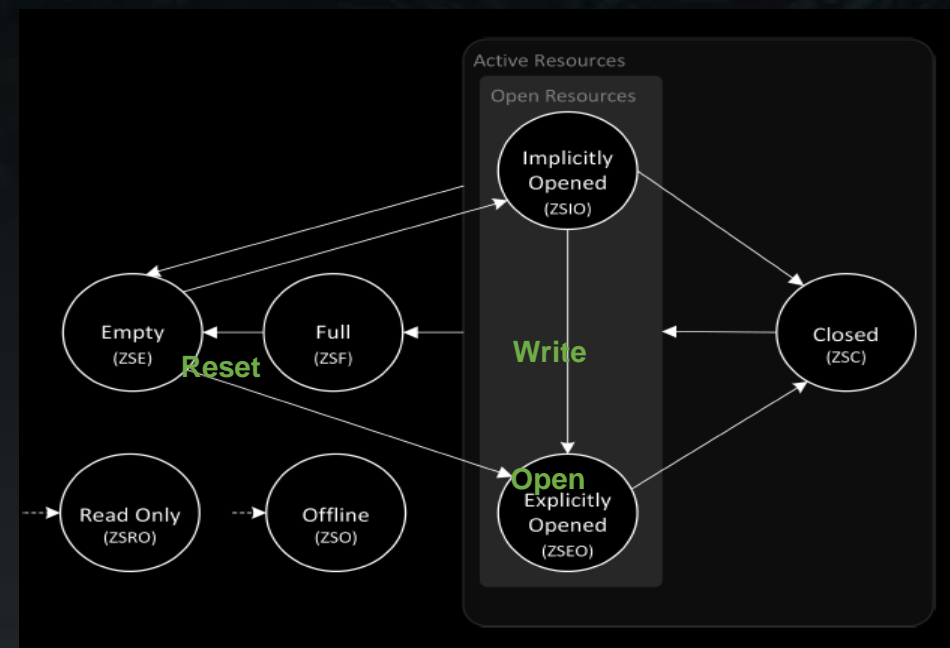 Active Resources
Open Resources
Implicitly
Opened
(ZSIO)
Empty
(ZSE)
Full
(ZSF)
Closed
(ZSC)
Write
Reset
Open
Explicitly
Opened
(ZSEO)
Read Only
(ZSRO)
Offline
(ZSO)